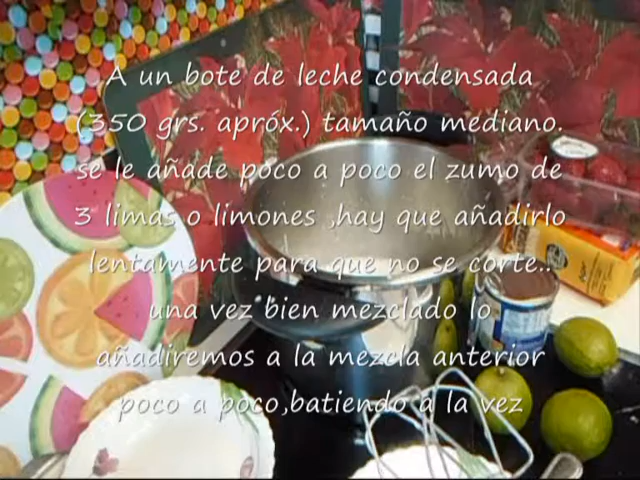 A un bote de leche condensada
(350 grs. apróx.) tamaño mediano.
se le añade poco a poco el zumo de
3 limas o limones ,hay que añadirlo
lentamente para que no se corte..
una vez bien mezclado lo
añadiremos a la mezcla anterior
poco a poco,batiendo a la vez